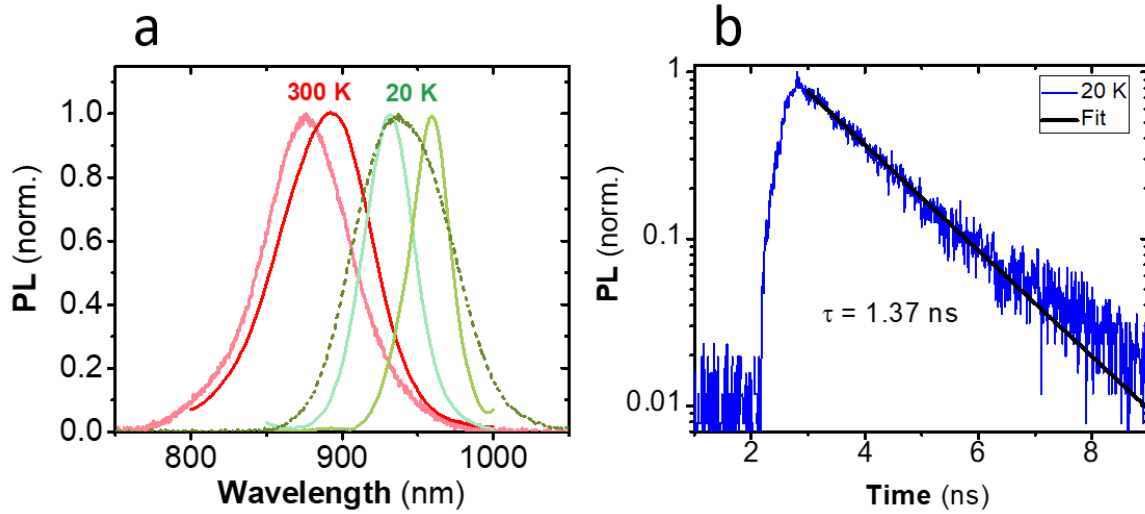 a
300 K
20 K
1.0
0.8
0.6
0.4
0.2
0.0
PL (norm.)
800
900
1000
Wavelength (nm)
b
1
0.1
0.01
PL
20 K
Fit
τ = 1.37 ns
2
4
6
8
Time (ns)